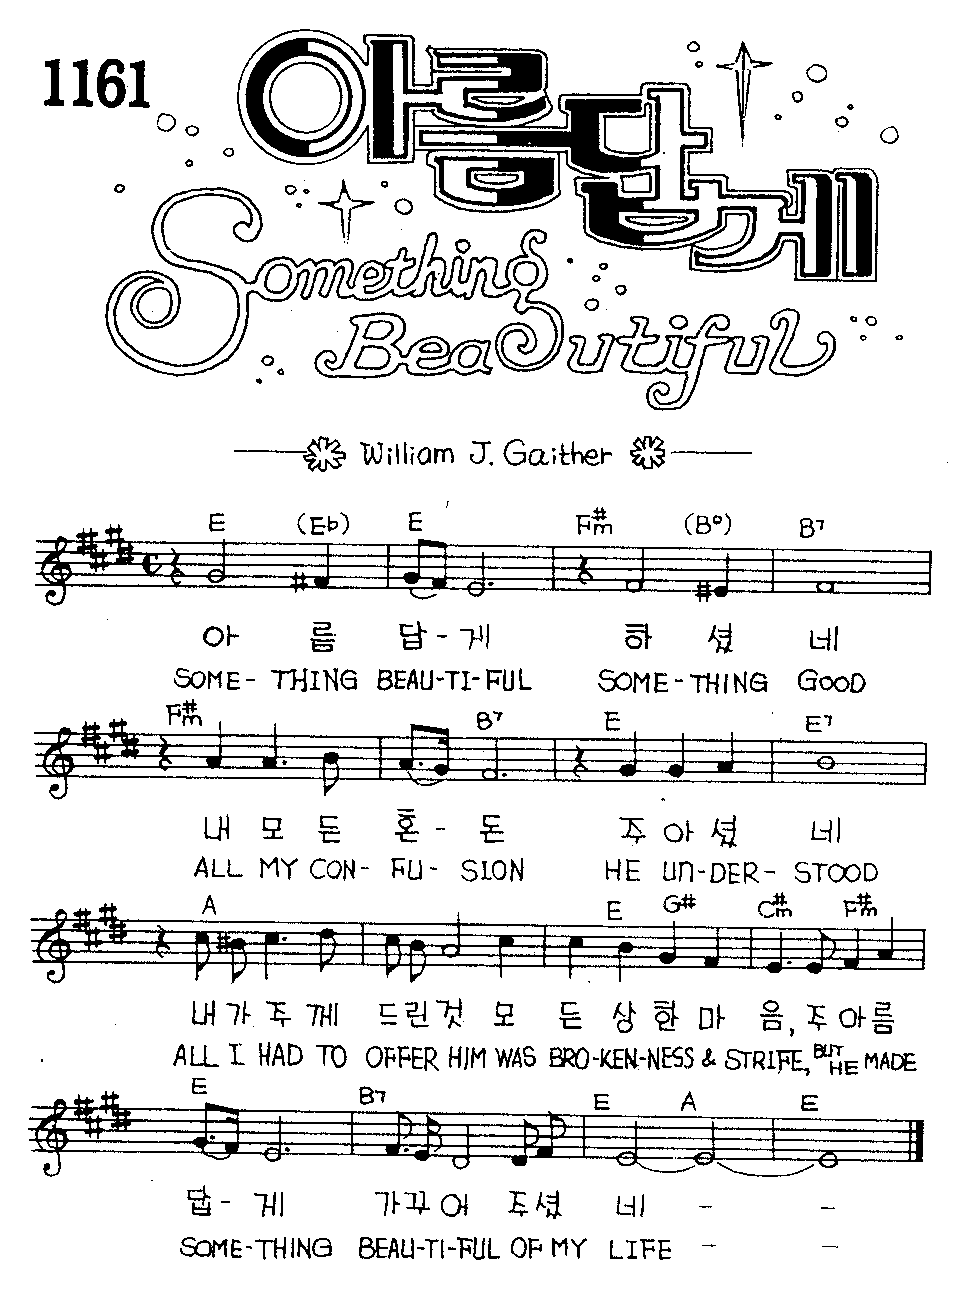 1161
아름답게
Something
Beautiful
William J. Gaither
E (E♭) E F#m (B°) B7
아 름 답 - 게 하 셨 네
SOME- THING BEAU-TI-FUL SOME-THING GOOD
F#m B7 E E7
내 모 든 혼 - 돈 주 아 셨 네
ALL MY CON- FU- SION HE UN-DER- STOOD
A E G# C#m F#m
내 가 주 께 드 린 것 모 든 상 한 마 음, 주 아 름
ALL I HAD TO OFFER HIM WAS BRO-KEN-NESS & STRIFE, BUT HE MADE
E B7 E A E
답 - 게 가 꾸 어 주 셨 네 - -
SOME-THING BEAU-TI-FUL OF MY LIFE - -